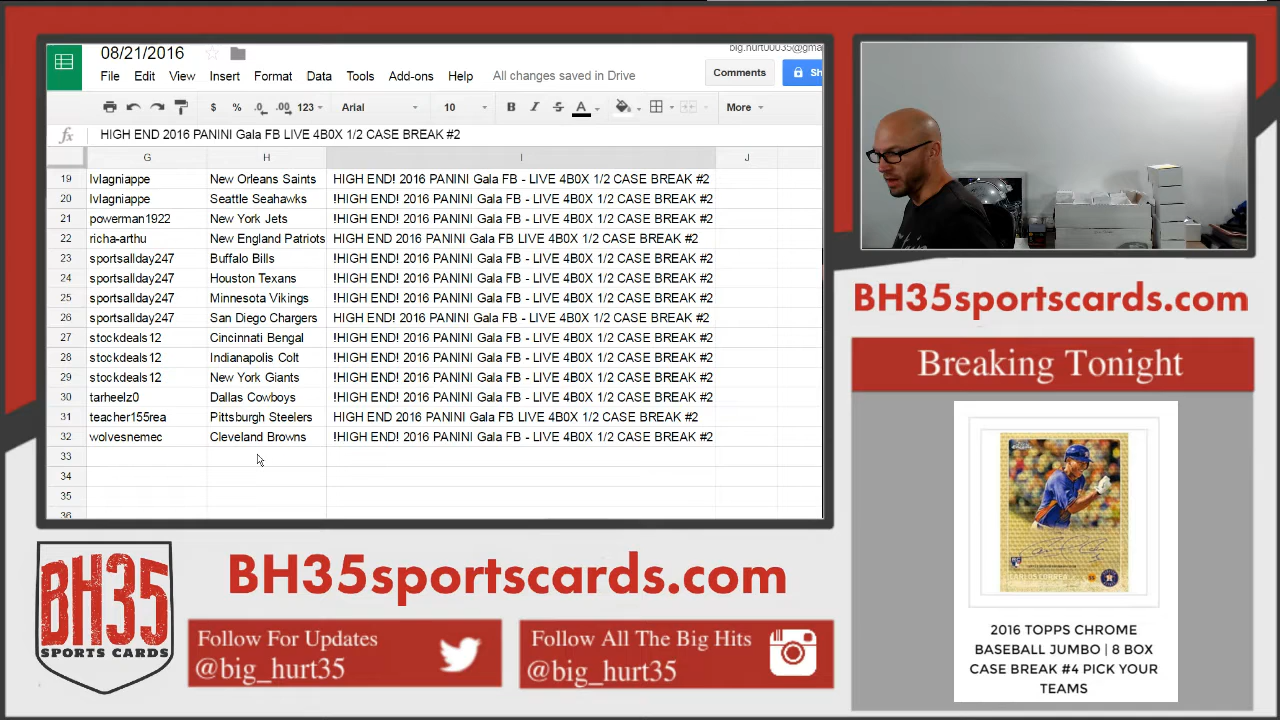 08/21/2016
big.hurt00035@gma
File Edit View Insert Format Data Tools Add-ons Help All changes saved in Drive
Comments
Sh
$ % .0 .00 123 Arial 10 B I S A More
fx HIGH END 2016 PANINI Gala FB LIVE 4B0X 1/2 CASE BREAK #2
G H I J
19 lvlagniappe New Orleans Saints HIGH END! 2016 PANINI Gala FB - LIVE 4B0X 1/2 CASE BREAK #2
20 lvlagniappe Seattle Seahawks !HIGH END! 2016 PANINI Gala FB - LIVE 4B0X 1/2 CASE BREAK #2
21 powerman1922 New York Jets !HIGH END! 2016 PANINI Gala FB - LIVE 4B0X 1/2 CASE BREAK #2
22 richa-arthu New England Patriots HIGH END 2016 PANINI Gala FB LIVE 4B0X 1/2 CASE BREAK #2
23 sportsallday247 Buffalo Bills !HIGH END! 2016 PANINI Gala FB - LIVE 4B0X 1/2 CASE BREAK #2
24 sportsallday247 Houston Texans !HIGH END! 2016 PANINI Gala FB - LIVE 4B0X 1/2 CASE BREAK #2
25 sportsallday247 Minnesota Vikings !HIGH END! 2016 PANINI Gala FB - LIVE 4B0X 1/2 CASE BREAK #2
26 sportsallday247 San Diego Chargers !HIGH END! 2016 PANINI Gala FB - LIVE 4B0X 1/2 CASE BREAK #2
27 stockdeals12 Cincinnati Bengal !HIGH END! 2016 PANINI Gala FB - LIVE 4B0X 1/2 CASE BREAK #2
28 stockdeals12 Indianapolis Colt !HIGH END! 2016 PANINI Gala FB - LIVE 4B0X 1/2 CASE BREAK #2
29 stockdeals12 New York Giants !HIGH END! 2016 PANINI Gala FB - LIVE 4B0X 1/2 CASE BREAK #2
30 tarheelz0 Dallas Cowboys !HIGH END! 2016 PANINI Gala FB - LIVE 4B0X 1/2 CASE BREAK #2
31 teacher155rea Pittsburgh Steelers HIGH END 2016 PANINI Gala FB LIVE 4B0X 1/2 CASE BREAK #2
32 wolvesnemec Cleveland Browns !HIGH END! 2016 PANINI Gala FB - LIVE 4B0X 1/2 CASE BREAK #2
33
34
35
36
BH35sportscards.com
Breaking Tonight
CARLOS CORREA
2016 TOPPS CHROME
BASEBALL JUMBO | 8 BOX
CASE BREAK #4 PICK YOUR
TEAMS
BH35
SPORTS CARDS
BH35sportscards.com
Follow For Updates
@big_hurt35
Follow All The Big Hits
@big_hurt35